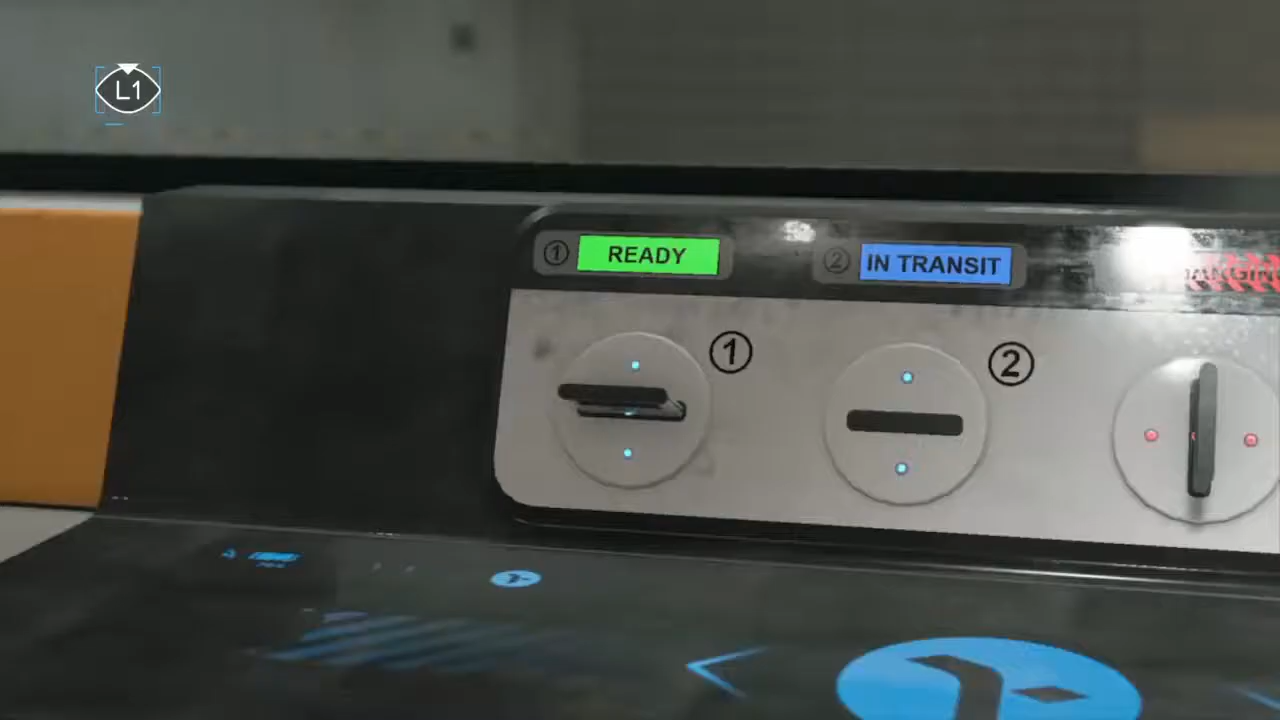 L1
① READY
② IN TRANSIT
①
②